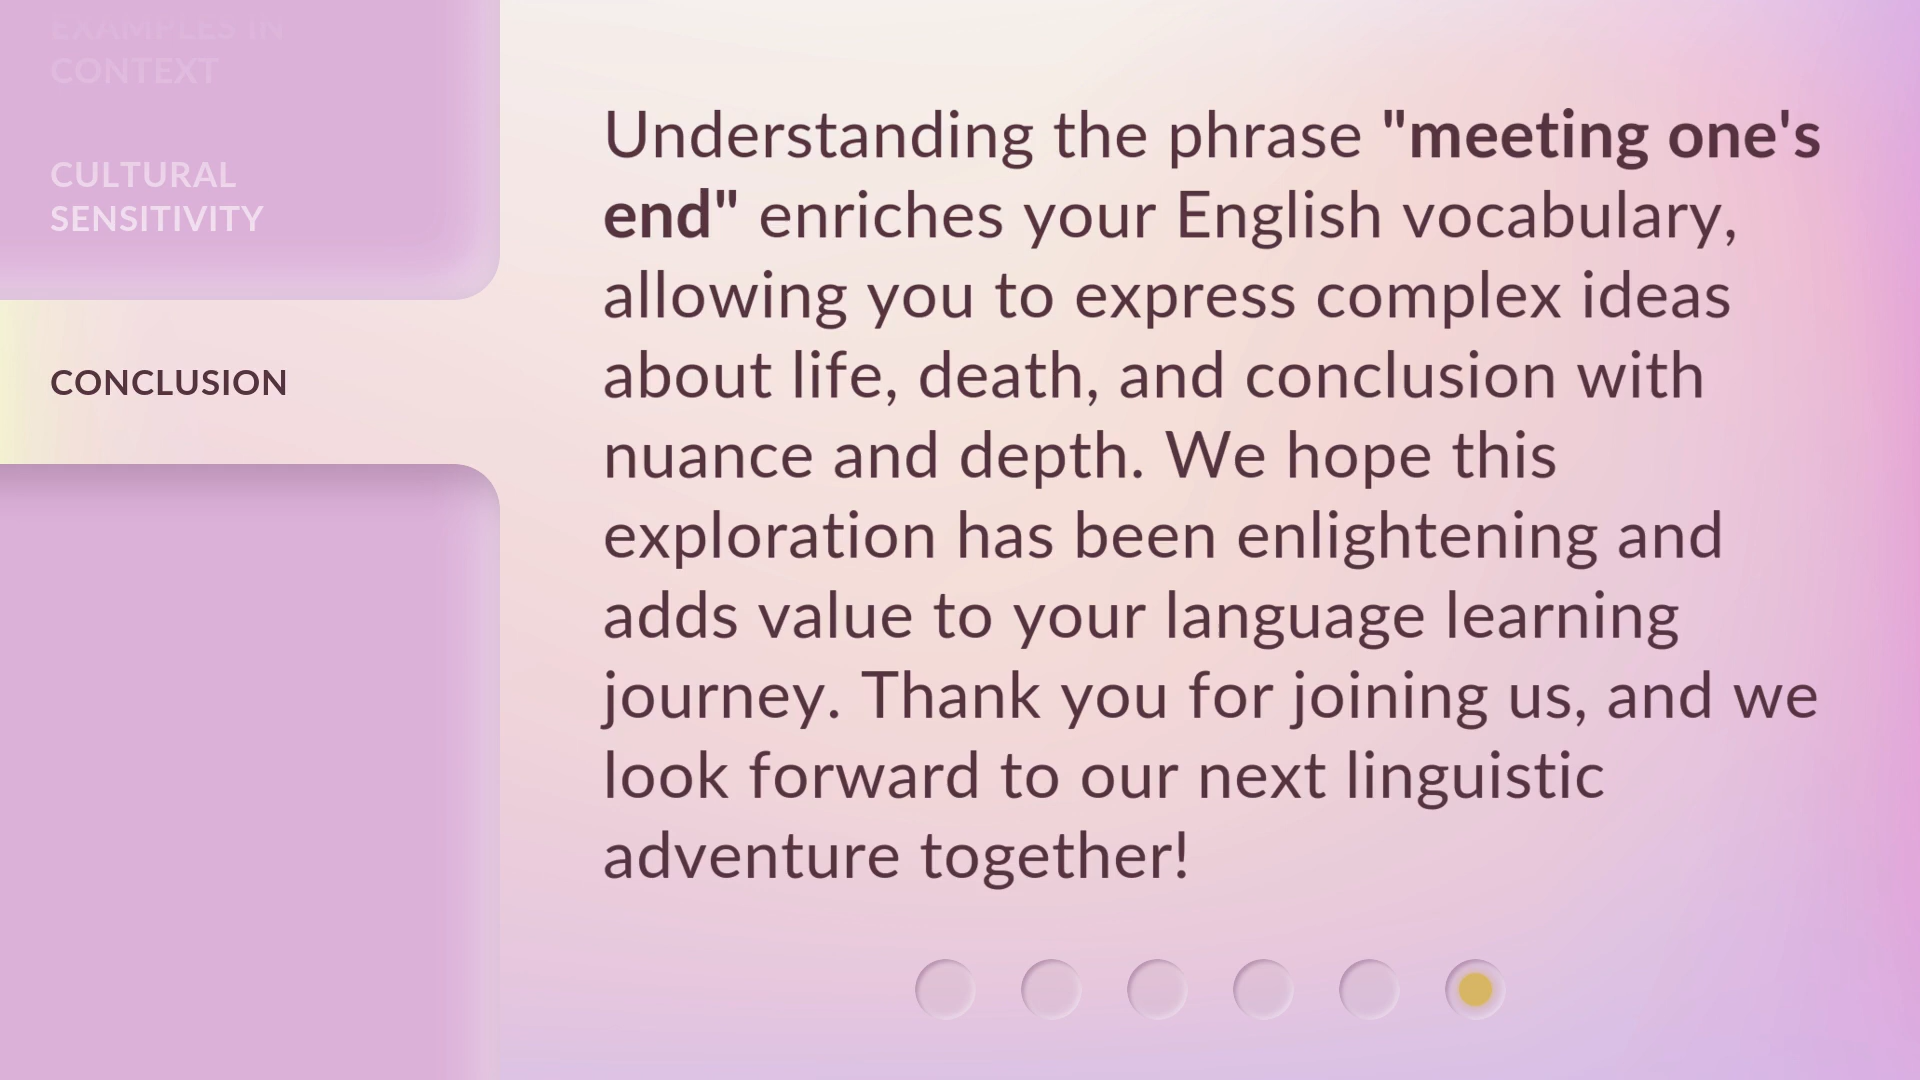 EXAMPLES IN
CONTEXT
CULTURAL
SENSITIVITY
CONCLUSION
Understanding the phrase "meeting one's
end" enriches your English vocabulary,
allowing you to express complex ideas
about life, death, and conclusion with
nuance and depth. We hope this
exploration has been enlightening and
adds value to your language learning
journey. Thank you for joining us, and we
look forward to our next linguistic
adventure together!